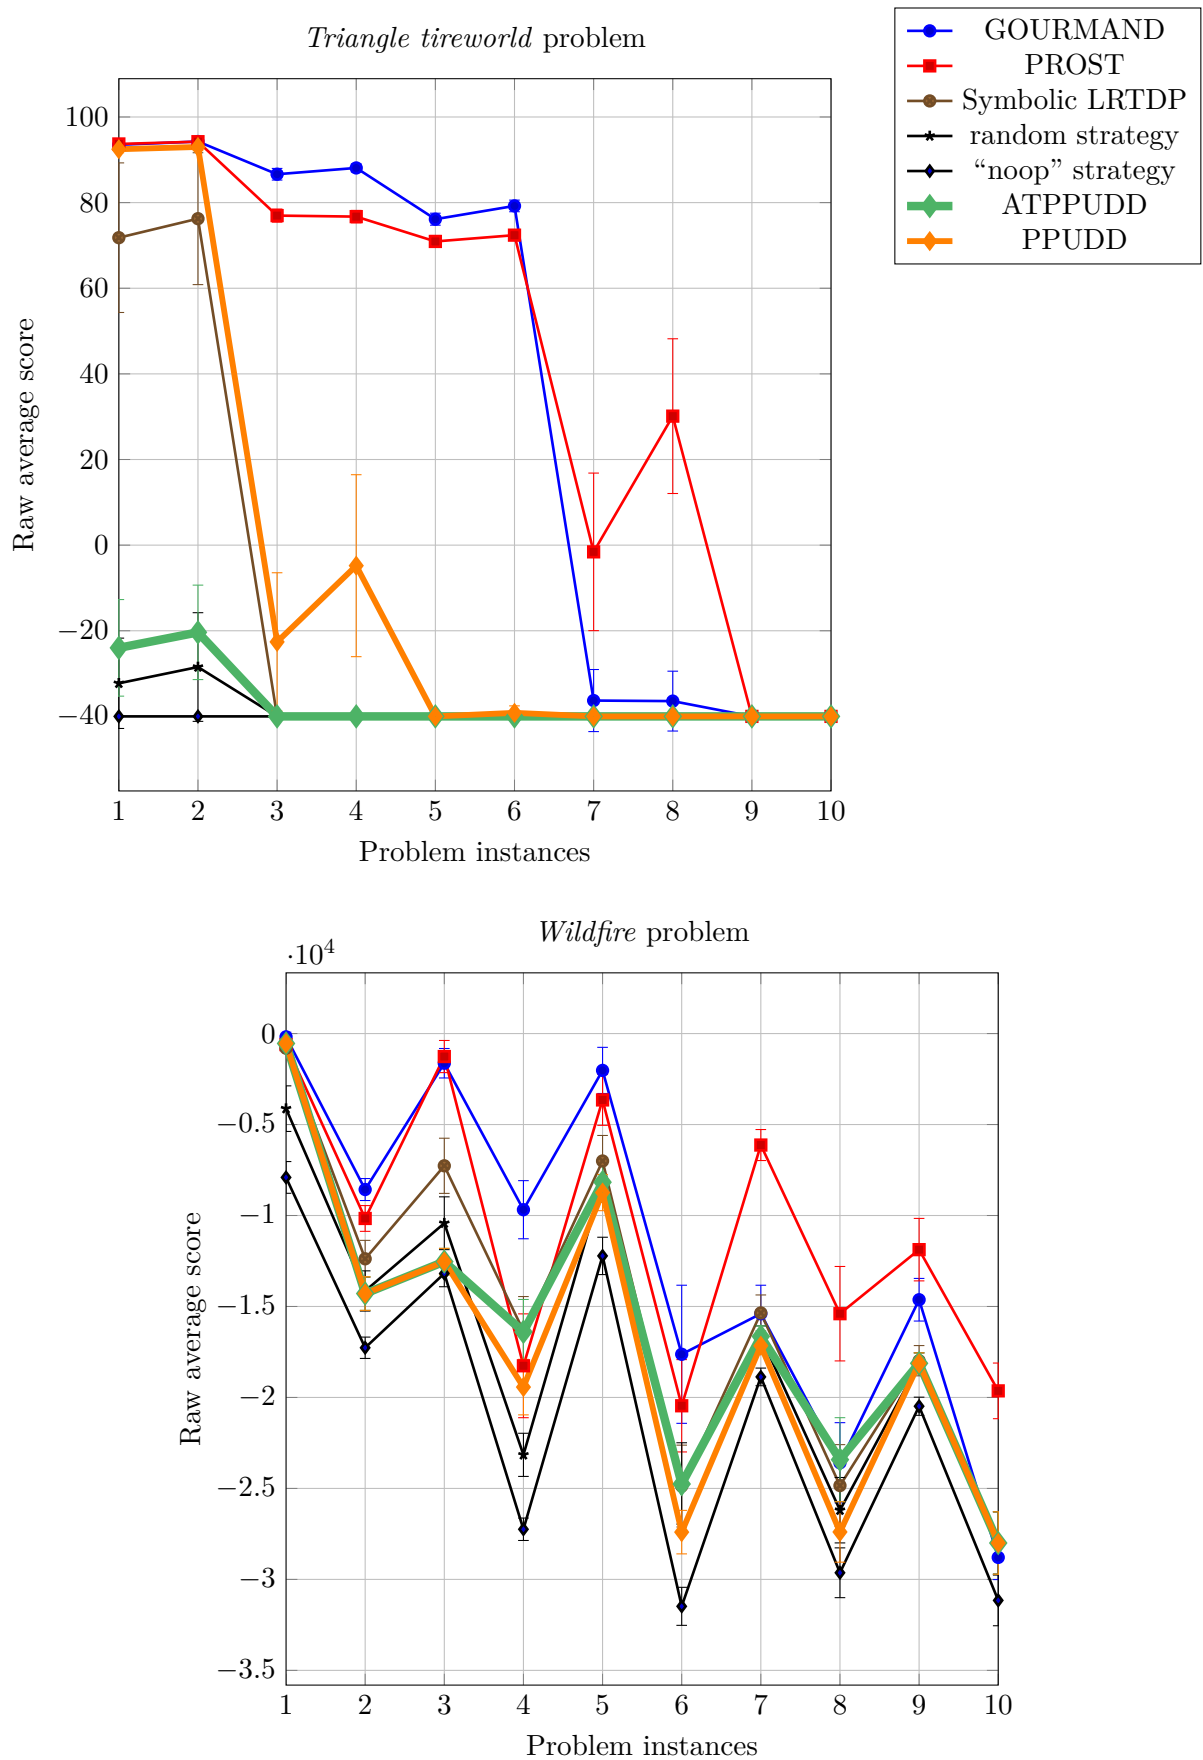 Triangle tireworld problem
GOURMAND
PROST
Symbolic LRTDP
random strategy
“noop” strategy
ATPPUDD
PPUDD
100
80
60
40
20
0
−20
−40
Raw average score
1 2 3 4 5 6 7 8 9 10
Problem instances
Wildfire problem
·10⁴
0
−0.5
−1
−1.5
−2
−2.5
−3
−3.5
Raw average score
1 2 3 4 5 6 7 8 9 10
Problem instances